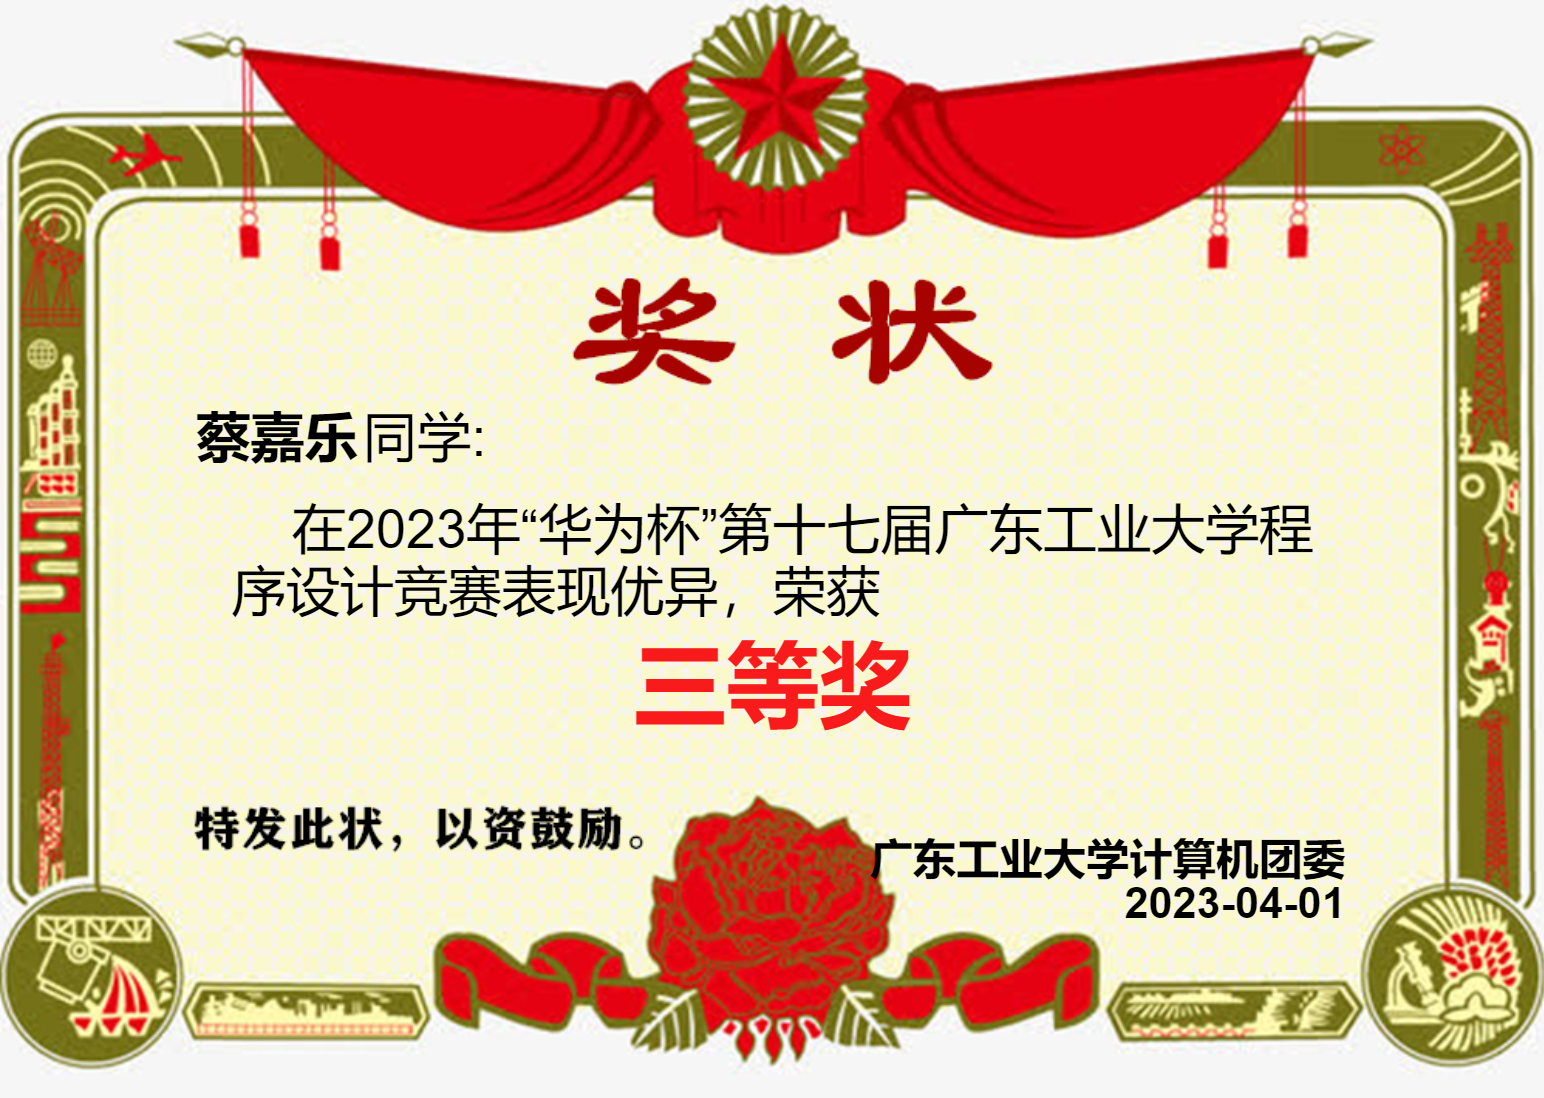 奖 状
蔡嘉乐同学:
在2023年“华为杯”第十七届广东工业大学程
序设计竞赛表现优异，荣获
三等奖
特发此状，以资鼓励。
广东工业大学计算机团委
2023-04-01